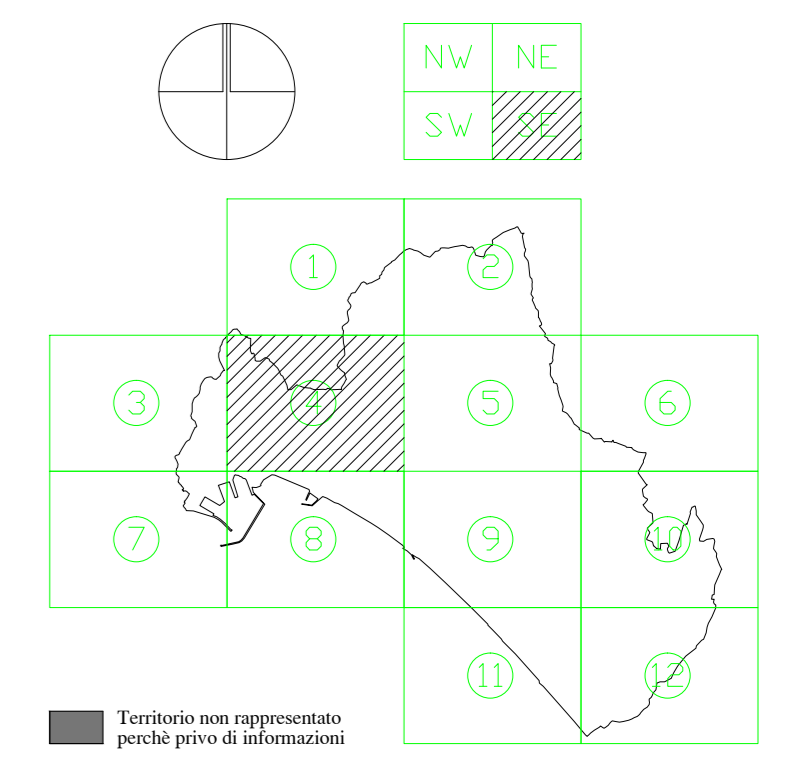 NW NE
SW SE
1 2
3 4 5 6
7 8 9 10
11 12
Territorio non rappresentato
perchè privo di informazioni